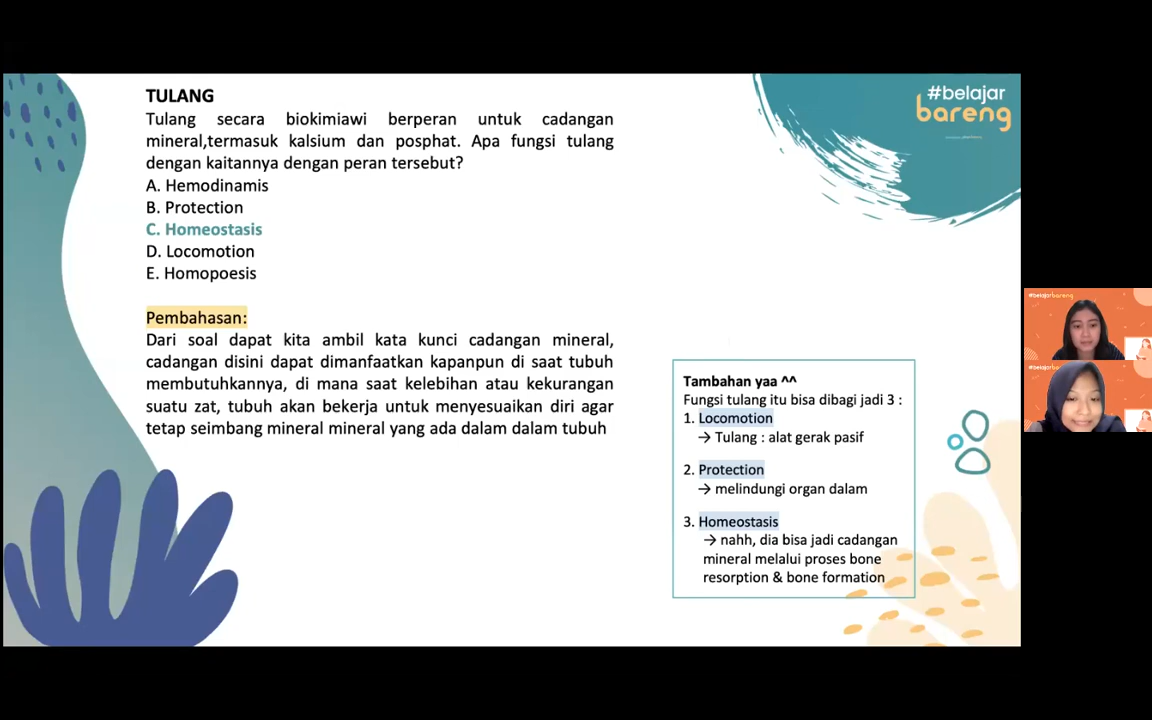 TULANG
Tulang secara biokimiawi berperan untuk cadangan
mineral,termasuk kalsium dan posphat. Apa fungsi tulang
dengan kaitannya dengan peran tersebut?
A. Hemodinamis
B. Protection
C. Homeostasis
D. Locomotion
E. Homopoesis
Pembahasan:
Dari soal dapat kita ambil kata kunci cadangan mineral,
cadangan disini dapat dimanfaatkan kapanpun di saat tubuh
membutuhkannya, di mana saat kelebihan atau kekurangan
suatu zat, tubuh akan bekerja untuk menyesuaikan diri agar
tetap seimbang mineral mineral yang ada dalam dalam tubuh
#belajar
bareng
Tambahan yaa ^^
Fungsi tulang itu bisa dibagi jadi 3 :
1. Locomotion
→ Tulang : alat gerak pasif
2. Protection
→ melindungi organ dalam
3. Homeostasis
→ nahh, dia bisa jadi cadangan
mineral melalui proses bone
resorption & bone formation
#belajarbareng
#belajarbareng